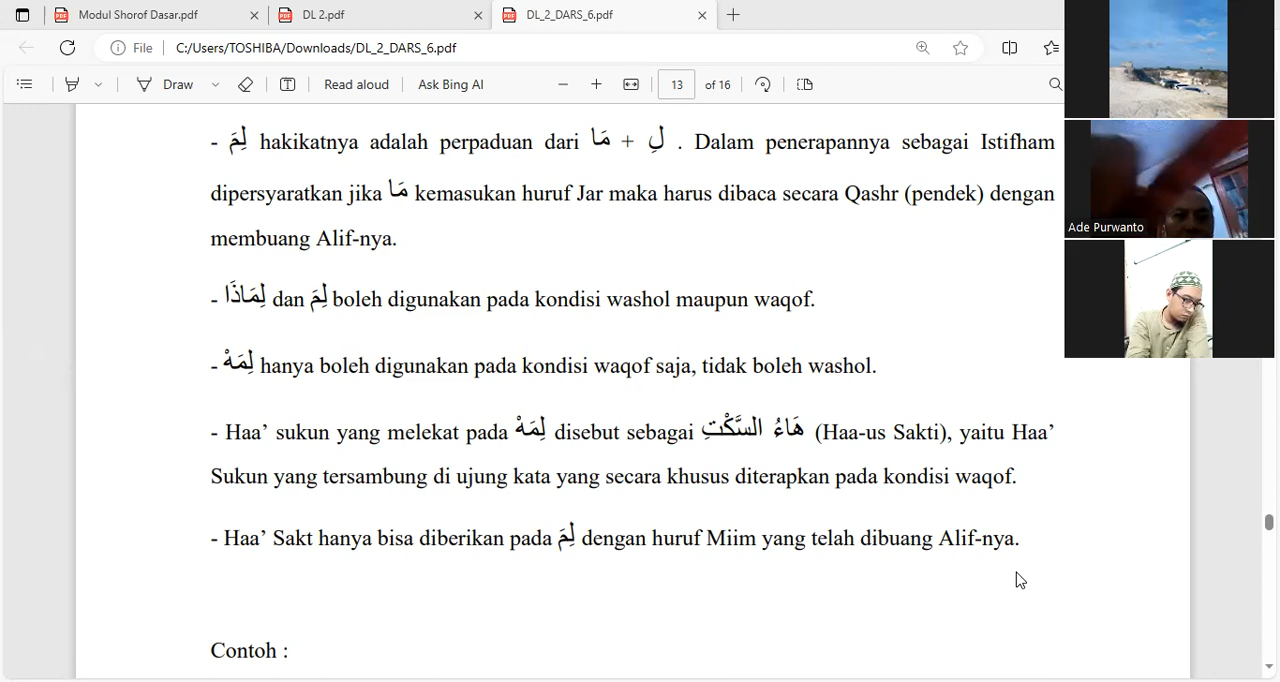 Modul Shorof Dasar.pdf
DL 2.pdf
DL_2_DARS_6.pdf
File
C:/Users/TOSHIBA/Downloads/DL_2_DARS_6.pdf
Draw
Read aloud
Ask Bing AI
13
of 16
- لِمَ hakikatnya adalah perpaduan dari لِ + مَا . Dalam penerapannya sebagai Istifham
dipersyaratkan jika مَا kemasukan huruf Jar maka harus dibaca secara Qashr (pendek) dengan
membuang Alif-nya.
- لِمَاذَا dan لِمَ boleh digunakan pada kondisi washol maupun waqof.
- لِمَهْ hanya boleh digunakan pada kondisi waqof saja, tidak boleh washol.
- Haa’ sukun yang melekat pada لِمَهْ disebut sebagai هَاءُ السَّكْتِ (Haa-us Sakti), yaitu Haa’
Sukun yang tersambung di ujung kata yang secara khusus diterapkan pada kondisi waqof.
- Haa’ Sakt hanya bisa diberikan pada لِمَ dengan huruf Miim yang telah dibuang Alif-nya.
Contoh :
Ade Purwanto